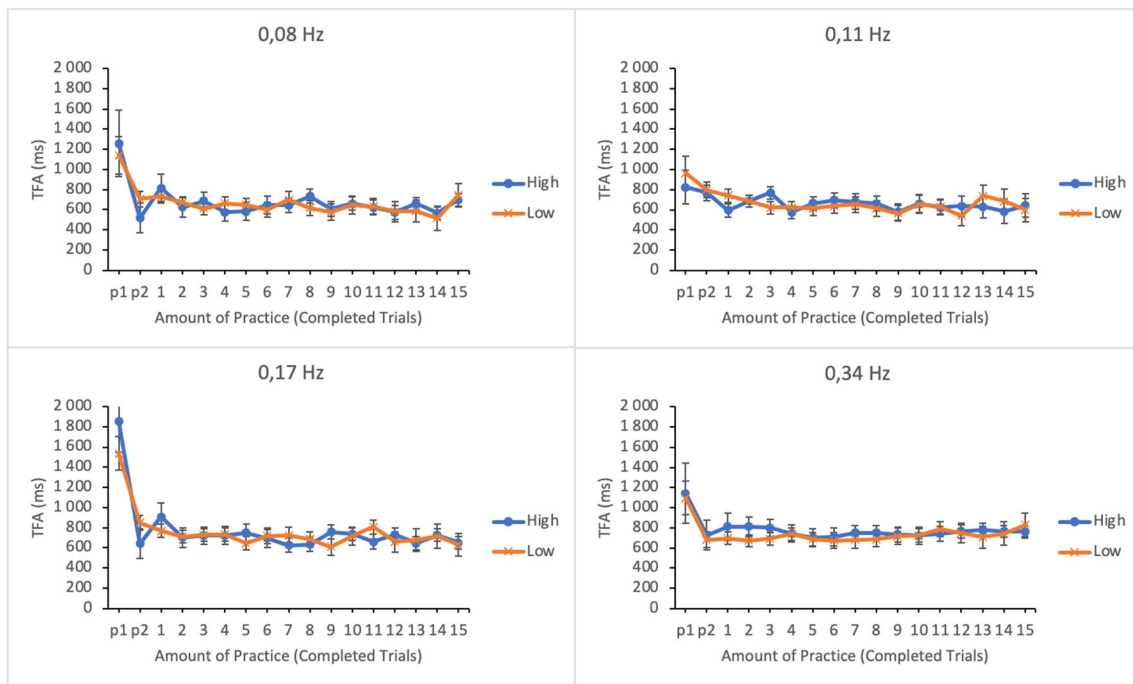 0,08 Hz
TFA (ms)
2 000
1 800
1 600
1 400
1 200
1 000
800
600
400
200
0
p1 p2 1 2 3 4 5 6 7 8 9 10 11 12 13 14 15
Amount of Practice (Completed Trials)
High
Low
0,11 Hz
TFA (ms)
2 000
1 800
1 600
1 400
1 200
1 000
800
600
400
200
0
p1 p2 1 2 3 4 5 6 7 8 9 10 11 12 13 14 15
Amount of Practice (Completed Trials)
High
Low
0,17 Hz
TFA (ms)
2 000
1 800
1 600
1 400
1 200
1 000
800
600
400
200
0
p1 p2 1 2 3 4 5 6 7 8 9 10 11 12 13 14 15
Amount of Practice (Completed Trials)
High
Low
0,34 Hz
TFA (ms)
2 000
1 800
1 600
1 400
1 200
1 000
800
600
400
200
0
p1 p2 1 2 3 4 5 6 7 8 9 10 11 12 13 14 15
Amount of Practice (Completed Trials)
High
Low